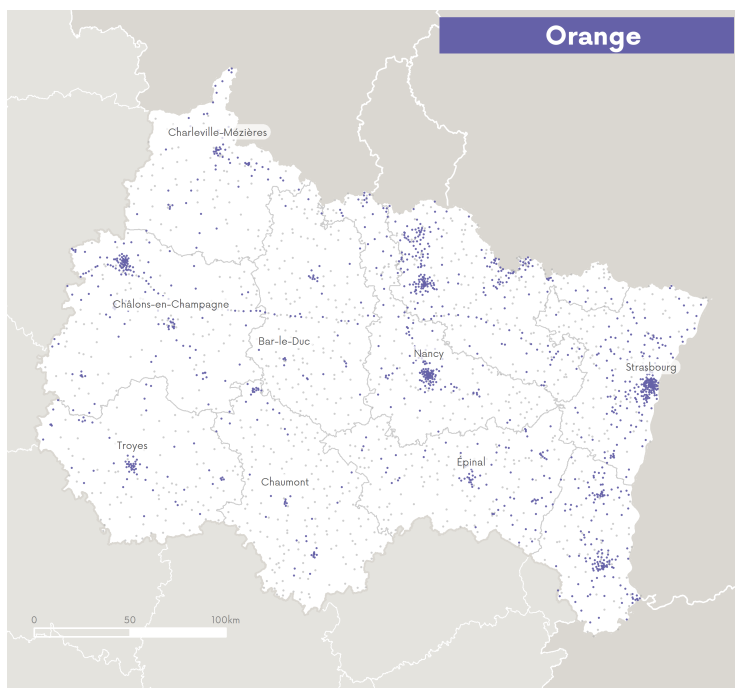 Orange
Charleville-Mézières
Châlons-en-Champagne
Bar-le-Duc
Nancy
Strasbourg
Troyes
Épinal
Chaumont
0 50 100km